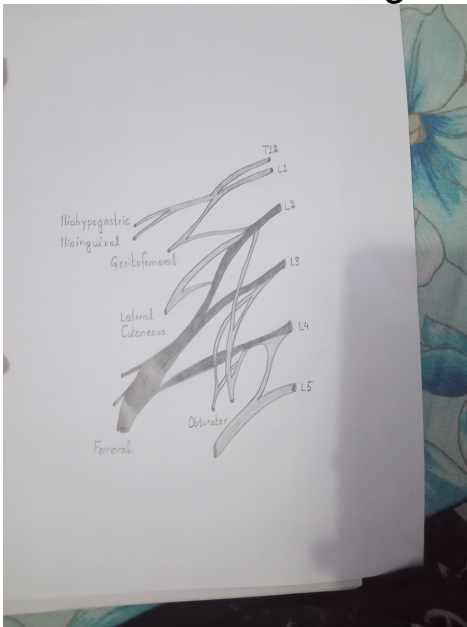 T12
L1
L2
Iliohypogastric
Ilioinguinal
Genitofemoral
L3
Lateral
Cutaneous
L4
L5
Obturator
Femoral